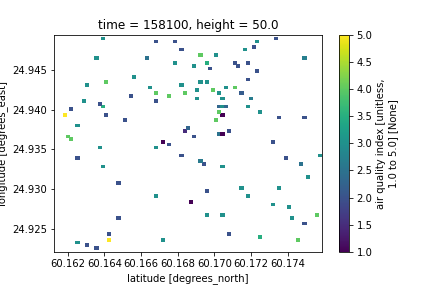 time = 158100, height = 50.0
24.945
24.940
24.935
24.930
24.925
longitude [degrees_east]
60.162 60.164 60.166 60.168 60.170 60.172 60.174
latitude [degrees_north]
5.0
4.5
4.0
3.5
3.0
2.5
2.0
1.5
1.0
air quality index [unitless,
1.0 to 5.0] [None]